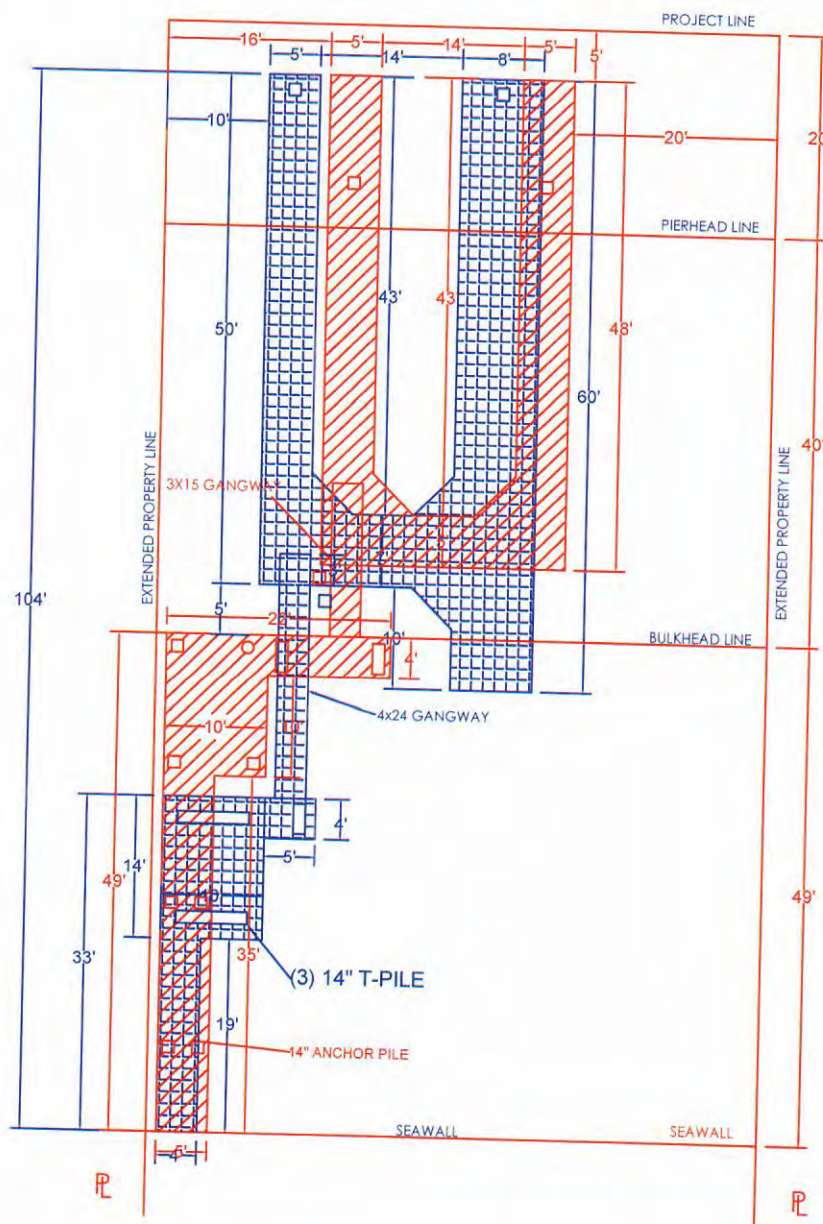 PROJECT LINE
16' 5' 14' 5' 5'
5' 14' 8'
10' 20' 20'
PIERHEAD LINE
50' 43' 43' 48'
60'
40'
EXTENDED PROPERTY LINE
EXTENDED PROPERTY LINE
3X15 GANGWAY
104'
5' 22'
10'
BULKHEAD LINE
4'
4x24 GANGWAY
10' 10'
4'
5'
14'
49' 49'
10'
33' 35'
(3) 14" T-PILE
19'
14" ANCHOR PILE
SEAWALL SEAWALL
5'
4'
PL PL